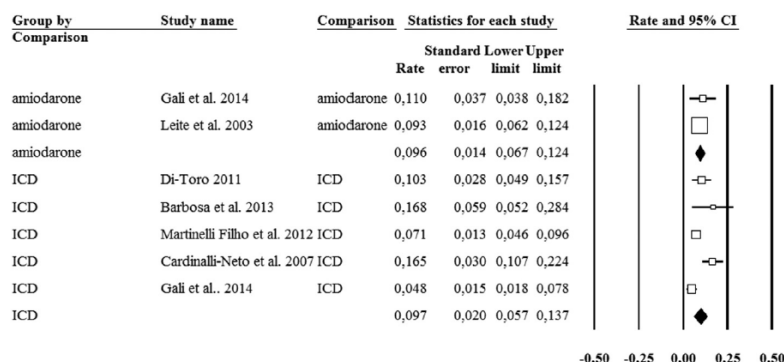 Group by Study name Comparison Statistics for each study Rate and 95% CI
Comparison
Standard Lower Upper
Rate error limit limit
amiodarone Gali et al. 2014 amiodarone 0,110 0,037 0,038 0,182
amiodarone Leite et al. 2003 amiodarone 0,093 0,016 0,062 0,124
amiodarone 0,096 0,014 0,067 0,124
ICD Di-Toro 2011 ICD 0,103 0,028 0,049 0,157
ICD Barbosa et al. 2013 ICD 0,168 0,059 0,052 0,284
ICD Martinelli Filho et al. 2012 ICD 0,071 0,013 0,046 0,096
ICD Cardinalli-Neto et al. 2007 ICD 0,165 0,030 0,107 0,224
ICD Gali et al.. 2014 ICD 0,048 0,015 0,018 0,078
ICD 0,097 0,020 0,057 0,137
-0.50 -0.25 0.00 0.25 0.50